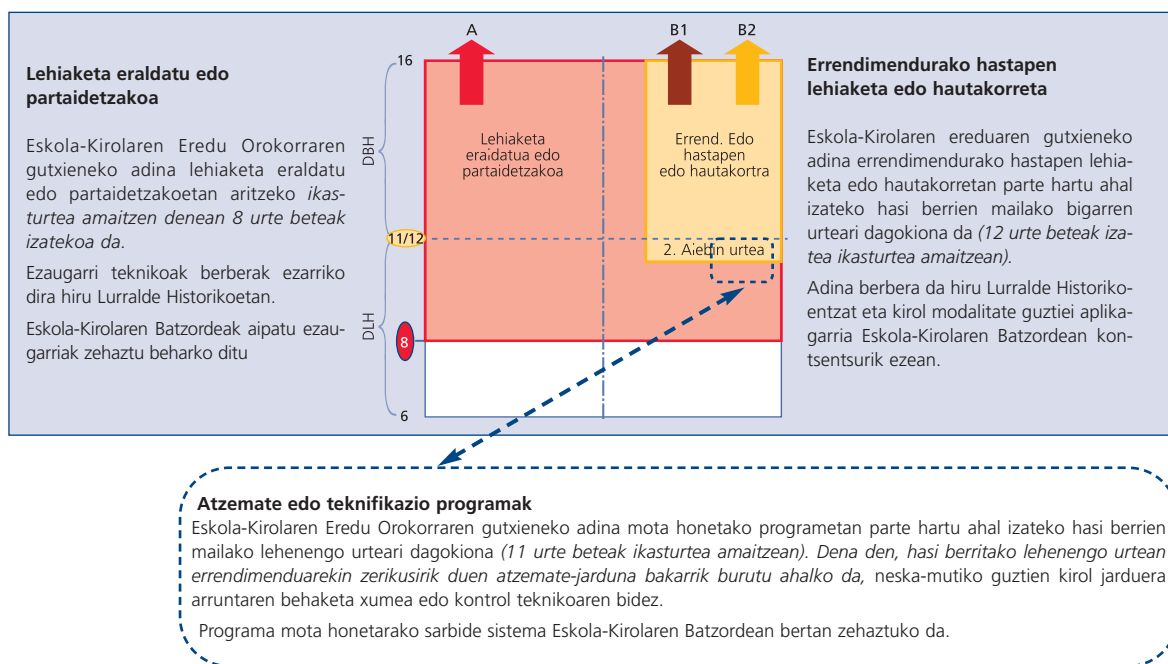 Lehiaketa eraldatu edo
partaidetzakoa
Eskola-Kirolaren Eredu Orokorraren
gutxieneko adina lehiaketa eraldatu
edo partaidetzakoetan aritzeko ikas-
turtea amaitzen denean 8 urte beteak
izatekoa da.
Ezaugarri teknikoak berberak ezarriko
dira hiru Lurralde Historikoetan.
Eskola-Kirolaren Batzordeak aipatu ezau-
garriak zehaztu beharko ditu
A
B1
B2
16
DBH
11/12
DLH
8
6
Lehiaketa
eraidatua edo
partaidetzakoa
Errend. Edo
hastapen
edo hautakortra
2. Aiebin urtea
Errendimendurako hastapen
lehiaketa edo hautakorreta
Eskola-Kirolaren ereduaren gutxieneko
adina errendimendurako hastapen lehia-
keta edo hautakorretan parte hartu ahal
izateko hasi berrien mailako bigarren
urteari dagokiona da (12 urte beteak iza-
tea ikasturtea amaitzean).
Adina berbera da hiru Lurralde Historiko-
entzat eta kirol modalitate guztiei aplika-
garria Eskola-Kirolaren Batzordean kon-
tsentsurik ezean.
Atzemate edo teknifikazio programak
Eskola-Kirolaren Eredu Orokorraren gutxieneko adina mota honetako programetan parte hartu ahal izateko hasi berrien
mailako lehenengo urteari dagokiona (11 urte beteak ikasturtea amaitzean). Dena den, hasi berritako lehenengo urtean
errendimenduarekin zerikusirik duen atzemate-jarduna bakarrik burutu ahalko da, neska-mutiko guztien kirol jarduera
arruntaren behaketa xumea edo kontrol teknikoaren bidez.
Programa mota honetarako sarbide sistema Eskola-Kirolaren Batzordean bertan zehaztuko da.